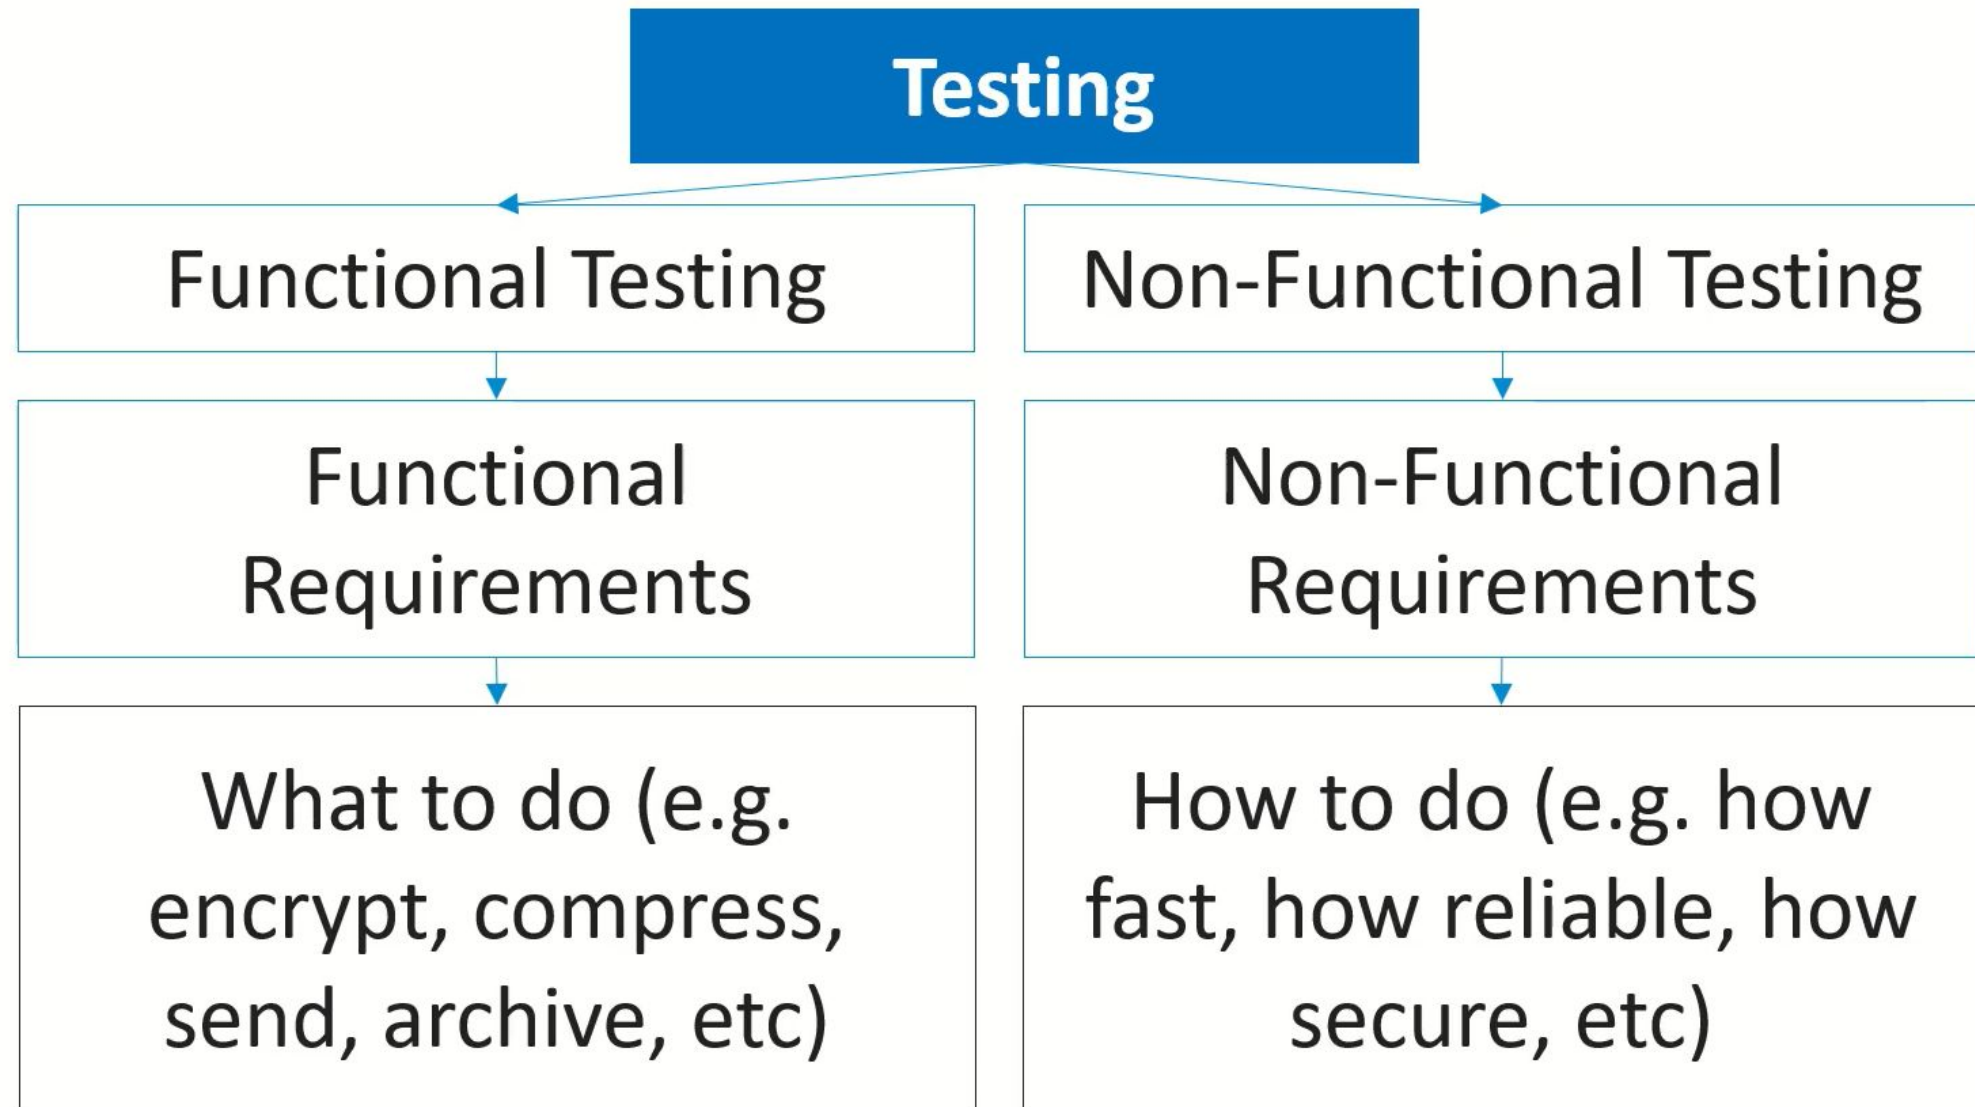 Testing
Functional Testing
Non-Functional Testing
Functional
Requirements
Non-Functional
Requirements
What to do (e.g.
encrypt, compress,
send, archive, etc)
How to do (e.g. how
fast, how reliable, how
secure, etc)